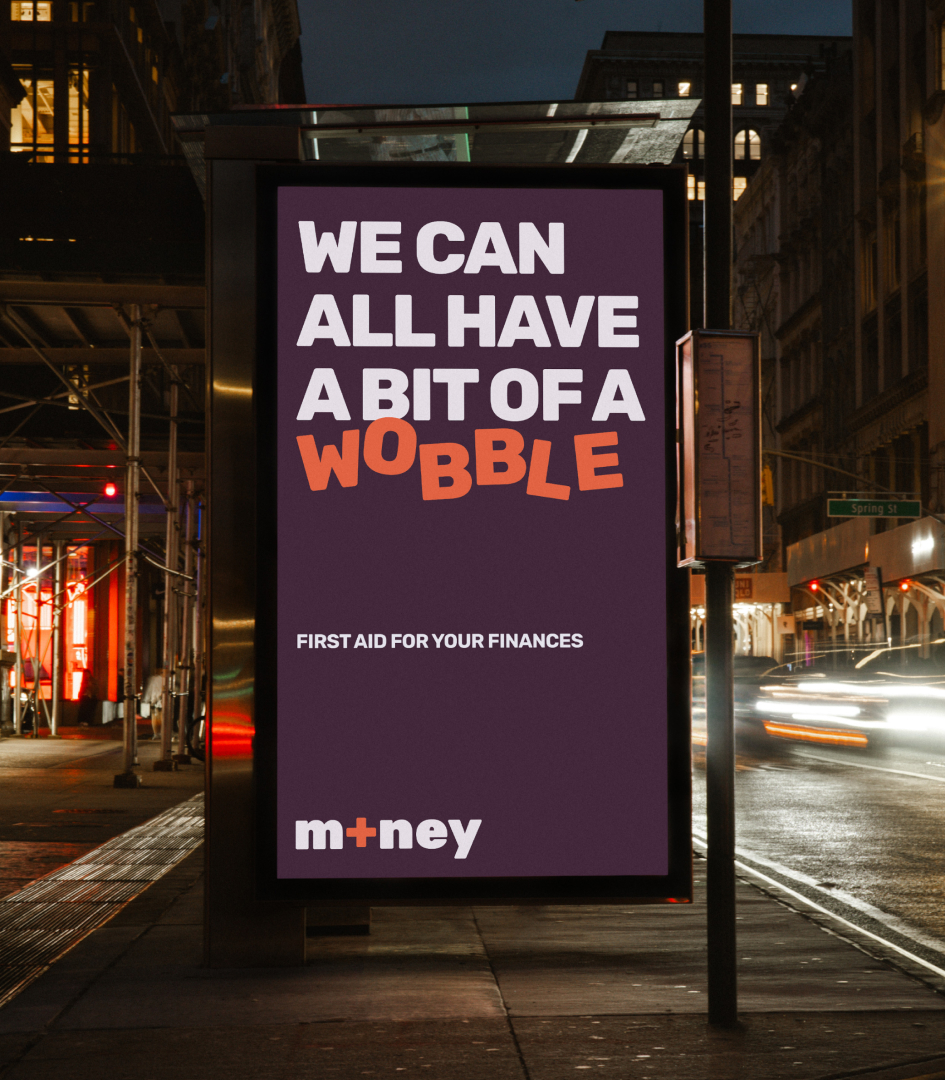 WE CAN
ALL HAVE
A BIT OF A
WOBBLE
FIRST AID FOR YOUR FINANCES
m+ney
Spring St